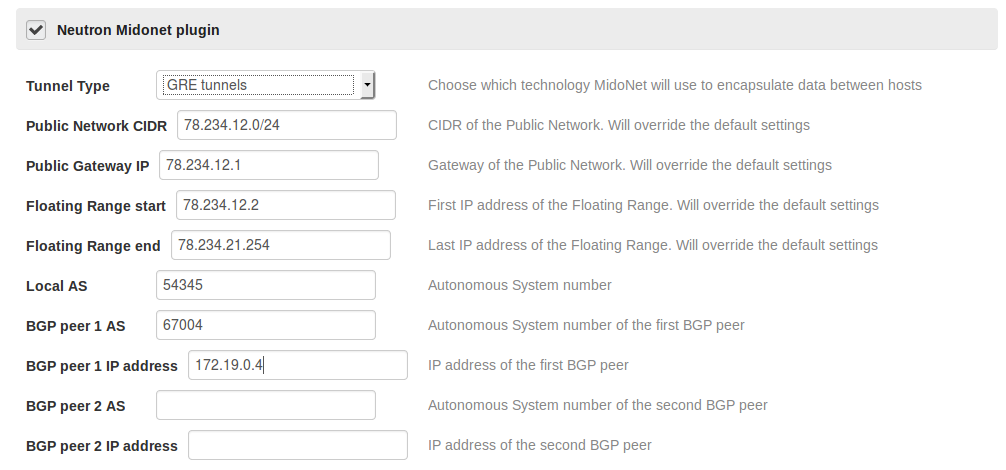 Neutron Midonet plugin
Tunnel Type GRE tunnels Choose which technology MidoNet will use to encapsulate data between hosts
Public Network CIDR 78.234.12.0/24 CIDR of the Public Network. Will override the default settings
Public Gateway IP 78.234.12.1 Gateway of the Public Network. Will override the default settings
Floating Range start 78.234.12.2 First IP address of the Floating Range. Will override the default settings
Floating Range end 78.234.21.254 Last IP address of the Floating Range. Will override the default settings
Local AS 54345 Autonomous System number
BGP peer 1 AS 67004 Autonomous System number of the first BGP peer
BGP peer 1 IP address 172.19.0.4 IP address of the first BGP peer
BGP peer 2 AS Autonomous System number of the second BGP peer
BGP peer 2 IP address IP address of the second BGP peer